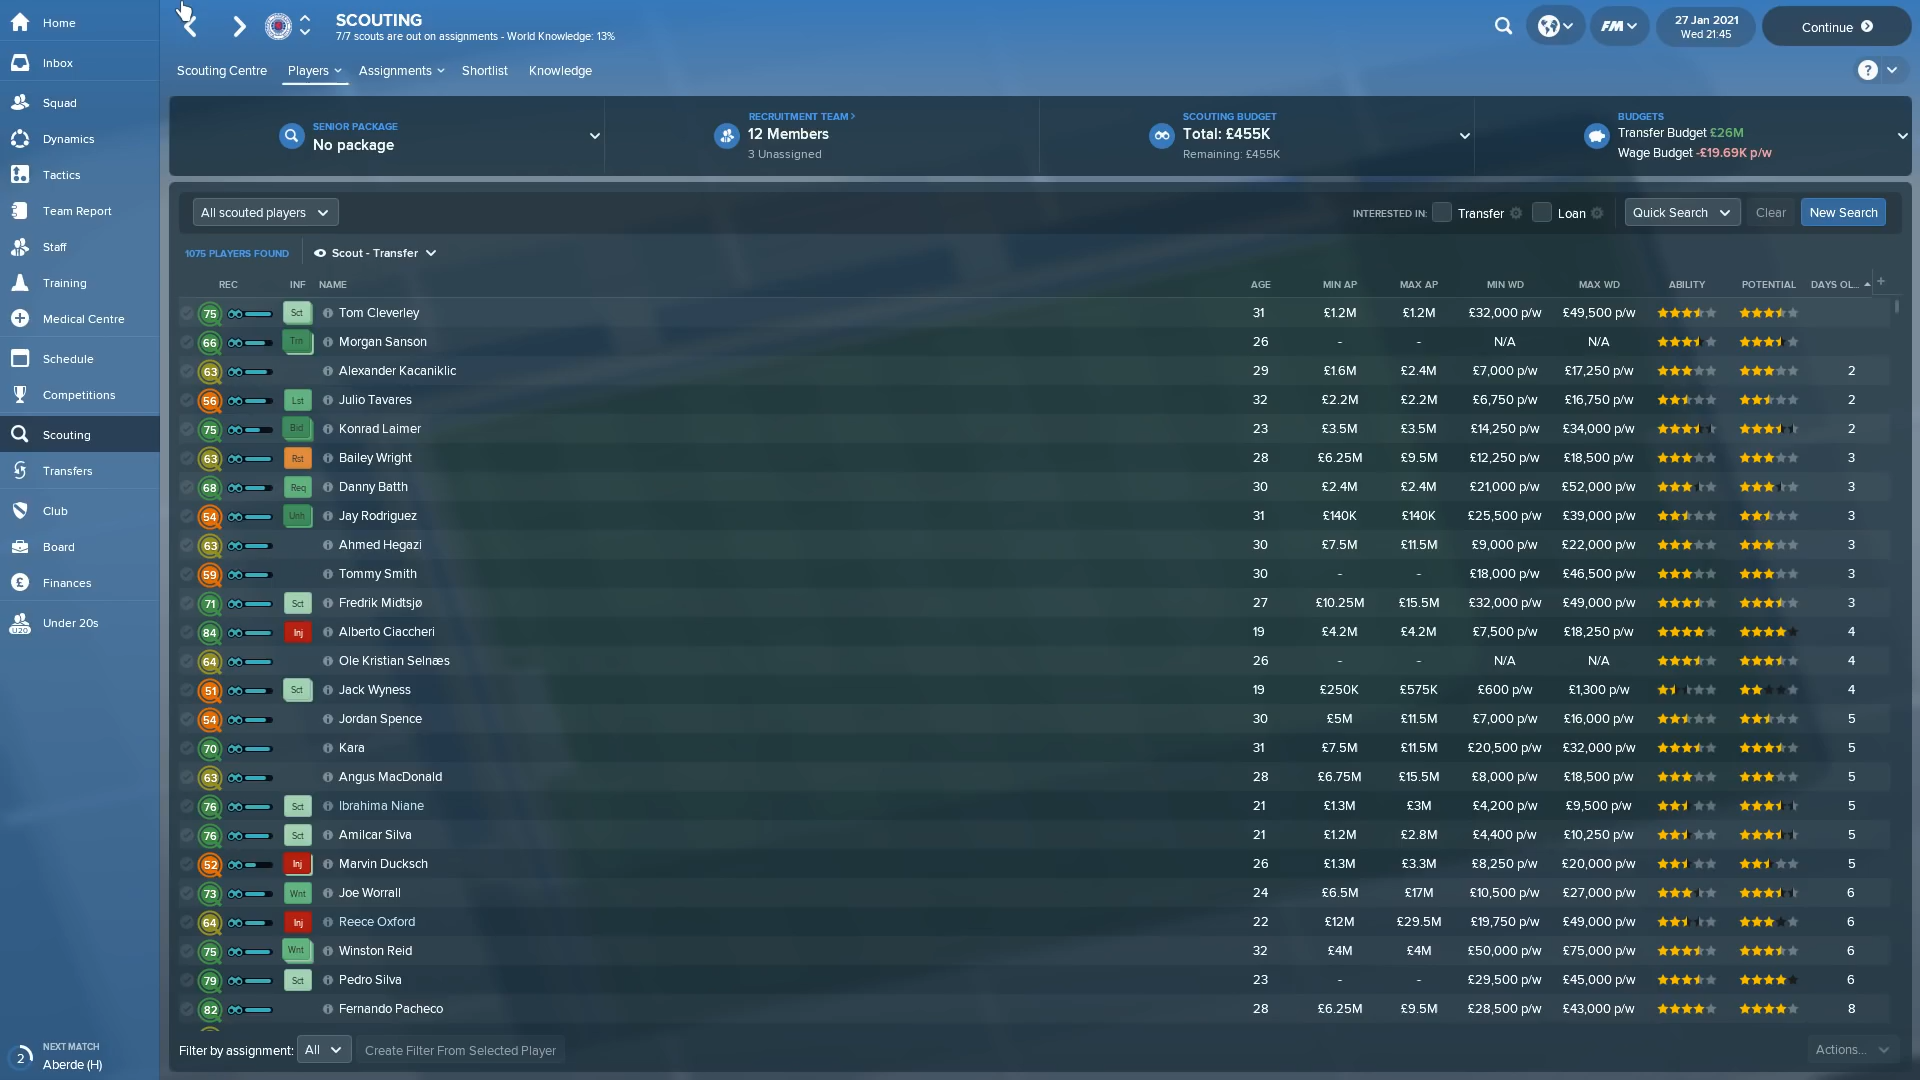 Home
Inbox
Squad
Dynamics
Tactics
Team Report
Staff
Training
Medical Centre
Schedule
Competitions
Scouting
Transfers
Club
Board
Finances
U20
Under 20s
2
NEXT MATCH
Aberde (H)
SCOUTING
7/7 scouts are out on assignments - World Knowledge: 13%
FM
27 Jan 2021
Wed 21:45
Continue
Scouting Centre Players Assignments Shortlist Knowledge
?
SENIOR PACKAGE
No package
RECRUITMENT TEAM >
12 Members
3 Unassigned
SCOUTING BUDGET
Total: £455K
Remaining: £455K
BUDGETS
Transfer Budget £26M
Wage Budget -£19.69K p/w
All scouted players INTERESTED IN: Transfer Loan Quick Search Clear New Search
1075 PLAYERS FOUND Scout - Transfer
REC INF NAME AGE MIN AP MAX AP MIN WD MAX WD ABILITY POTENTIAL DAYS OL... +
75 Sct Tom Cleverley 31 £1.2M £1.2M £32,000 p/w £49,500 p/w
66 Trn Morgan Sanson 26 - - N/A N/A
63 Alexander Kacaniklic 29 £1.6M £2.4M £7,000 p/w £17,250 p/w 2
56 Lst Julio Tavares 32 £2.2M £2.2M £6,750 p/w £16,750 p/w 2
75 Bid Konrad Laimer 23 £3.5M £3.5M £14,250 p/w £34,000 p/w 2
63 Rst Bailey Wright 28 £6.25M £9.5M £12,250 p/w £18,500 p/w 3
68 Req Danny Batth 30 £2.4M £2.4M £21,000 p/w £52,000 p/w 3
54 Unh Jay Rodriguez 31 £140K £140K £25,500 p/w £39,000 p/w 3
63 Ahmed Hegazi 30 £7.5M £11.5M £9,000 p/w £22,000 p/w 3
59 Tommy Smith 30 - - £18,000 p/w £46,500 p/w 3
71 Sct Fredrik Midtsjø 27 £10.25M £15.5M £32,000 p/w £49,000 p/w 3
84 Inj Alberto Ciaccheri 19 £4.2M £4.2M £7,500 p/w £18,250 p/w 4
64 Ole Kristian Selnæs 26 - - N/A N/A 4
51 Sct Jack Wyness 19 £250K £575K £600 p/w £1,300 p/w 4
54 Jordan Spence 30 £5M £11.5M £7,000 p/w £16,000 p/w 5
70 Kara 31 £7.5M £11.5M £20,500 p/w £32,000 p/w 5
63 Angus MacDonald 28 £6.75M £15.5M £8,000 p/w £18,500 p/w 5
76 Sct Ibrahima Niane 21 £1.3M £3M £4,200 p/w £9,500 p/w 5
76 Sct Amilcar Silva 21 £1.2M £2.8M £4,400 p/w £10,250 p/w 5
52 Inj Marvin Ducksch 26 £1.3M £3.3M £8,250 p/w £20,000 p/w 5
73 Wnt Joe Worrall 24 £6.5M £17M £10,500 p/w £27,000 p/w 6
64 Inj Reece Oxford 22 £12M £29.5M £19,750 p/w £49,000 p/w 6
75 Wnt Winston Reid 32 £4M £4M £50,000 p/w £75,000 p/w 6
79 Sct Pedro Silva 23 - - £29,500 p/w £45,000 p/w 6
82 Fernando Pacheco 28 £6.25M £9.5M £28,500 p/w £43,000 p/w 8
Filter by assignment: All Create Filter From Selected Player Actions...